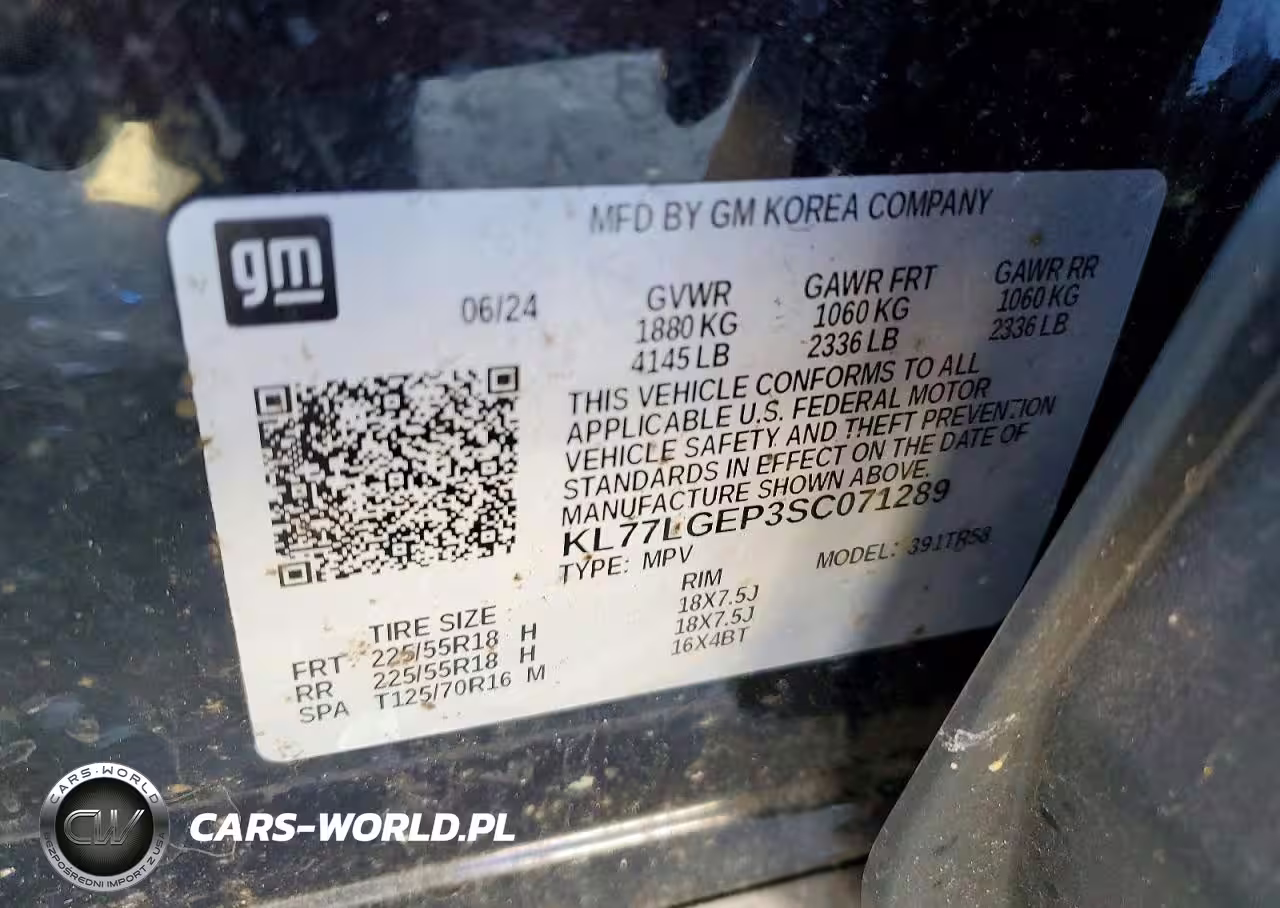 gm
MFD BY GM KOREA COMPANY
06/24
GVWR GAWR FRT GAWR RR
1880 KG 1060 KG 1060 KG
4145 LB 2336 LB 2336 LB
THIS VEHICLE CONFORMS TO ALL
APPLICABLE U.S. FEDERAL MOTOR
VEHICLE SAFETY AND THEFT PREVENTION
STANDARDS IN EFFECT ON THE DATE OF
MANUFACTURE SHOWN ABOVE.
KL77LGEP3SC071289
TYPE: MPV MODEL: 391TR58
TIRE SIZE RIM
FRT 225/55R18 H 18X7.5J
RR 225/55R18 H 18X7.5J
SPA T125/70R16 M 16X4BT
CARS-WORLD
CW
BEZPOŚREDNI IMPORT Z USA
CARS-WORLD.PL